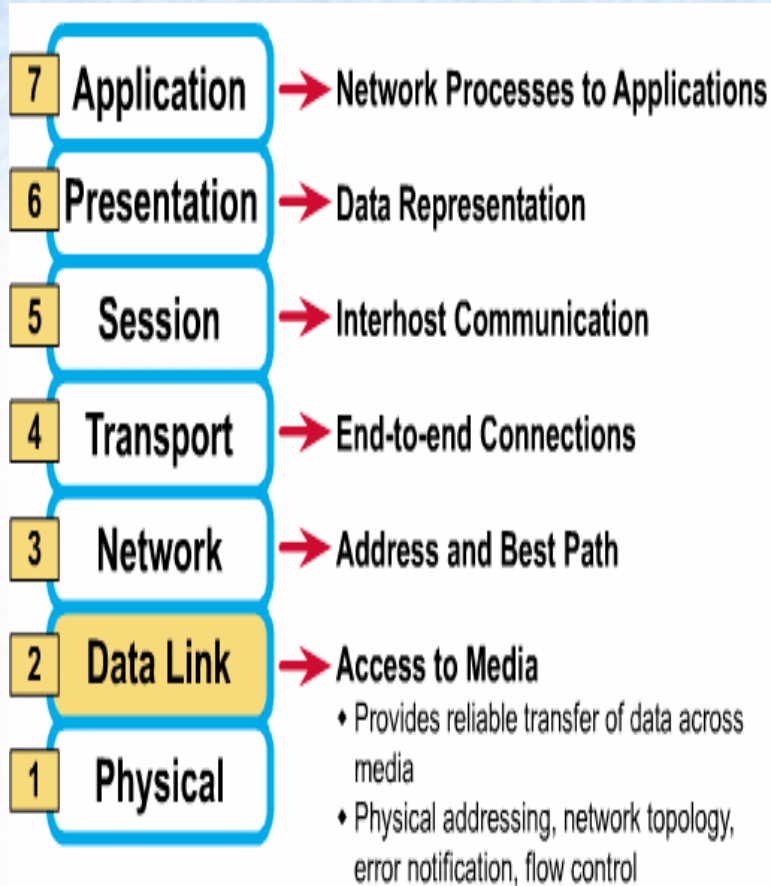 7 Application → Network Processes to Applications
6 Presentation → Data Representation
5 Session → Interhost Communication
4 Transport → End-to-end Connections
3 Network → Address and Best Path
2 Data Link → Access to Media
• Provides reliable transfer of data across
media
1 Physical
• Physical addressing, network topology,
error notification, flow control